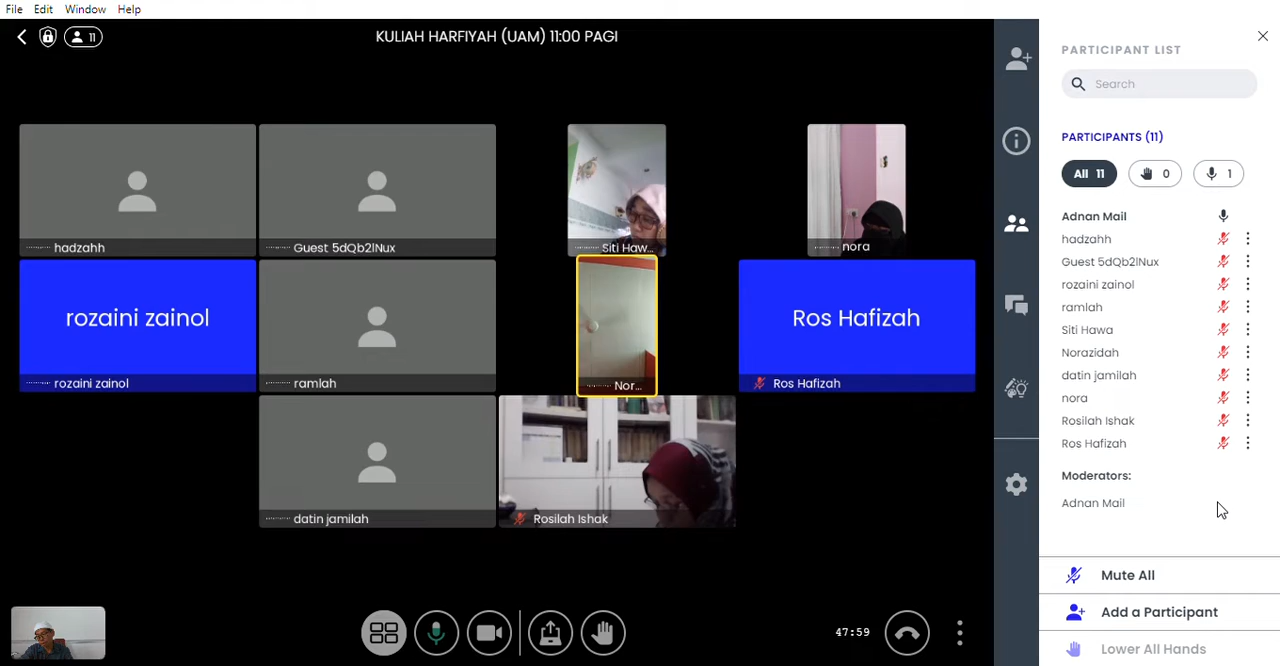 File Edit Window Help
11
KULIAH HARFIYAH (UAM) 11:00 PAGI
hadzahh
Guest 5dQb2lNux
Siti Haw...
nora
rozaini zainol
rozaini zainol
ramlah
Nor...
Ros Hafizah
Ros Hafizah
datin jamilah
Rosilah Ishak
47:59
PARTICIPANT LIST
Search
PARTICIPANTS (11)
All 11
0
1
Adnan Mail
hadzahh
Guest 5dQb2lNux
rozaini zainol
ramlah
Siti Hawa
Norazidah
datin jamilah
nora
Rosilah Ishak
Ros Hafizah
Moderators:
Adnan Mail
Mute All
Add a Participant
Lower All Hands